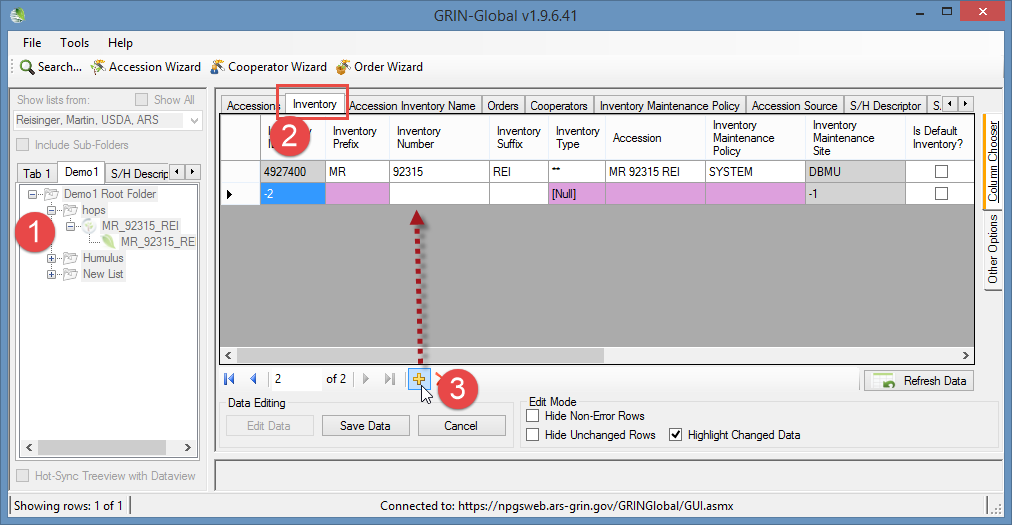 GRIN-Global v1.9.6.41
File Tools Help
Search... Accession Wizard Cooperator Wizard Order Wizard
Show lists from: Show All
Reisinger, Martin, USDA, ARS
Include Sub-Folders
Tab 1 Demo1 S/H Descrip
Demo1 Root Folder
hops
MR_92315_REI
MR_92315_REI
Humulus
New List
1
Hot-Sync Treeview with Dataview
Accessions Inventory Accession Inventory Name Orders Cooperators Inventory Maintenance Policy Accession Source S/H Descriptor S.
2
Inventory Prefix Inventory Number Inventory Suffix Inventory Type Accession Inventory Maintenance Policy Inventory Maintenance Site Is Default Inventory?
4927400 MR 92315 REI ** MR 92315 REI SYSTEM DBMU
-2 [Null] -1
Column Chooser
Other Options
2 of 2
3
Refresh Data
Data Editing
Edit Data Save Data Cancel
Edit Mode
Hide Non-Error Rows
Hide Unchanged Rows Highlight Changed Data
Showing rows: 1 of 1 Connected to: https://npgsweb.ars-grin.gov/GRINGlobal/GUI.asmx